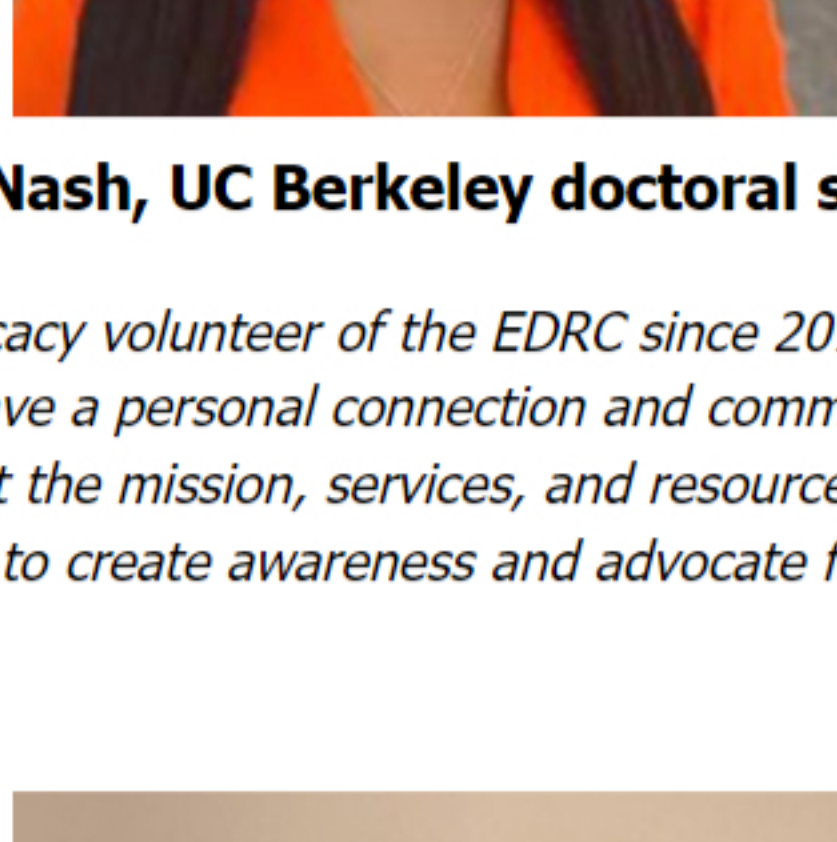 Nash, UC Berkeley doctoral s
cacy volunteer of the EDRC since 20
ve a personal connection and comm
t the mission, services, and resource
to create awareness and advocate f